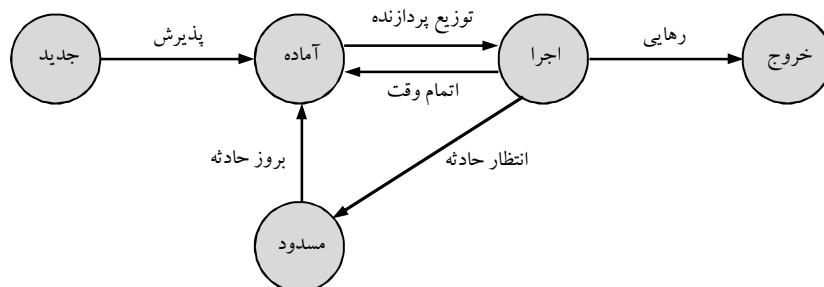 توزیع پردازنده
پذیرش
رهایی
جدید
آماده
اجرا
خروج
اتمام وقت
بروز حادثه
انتظار حادثه
مسدود